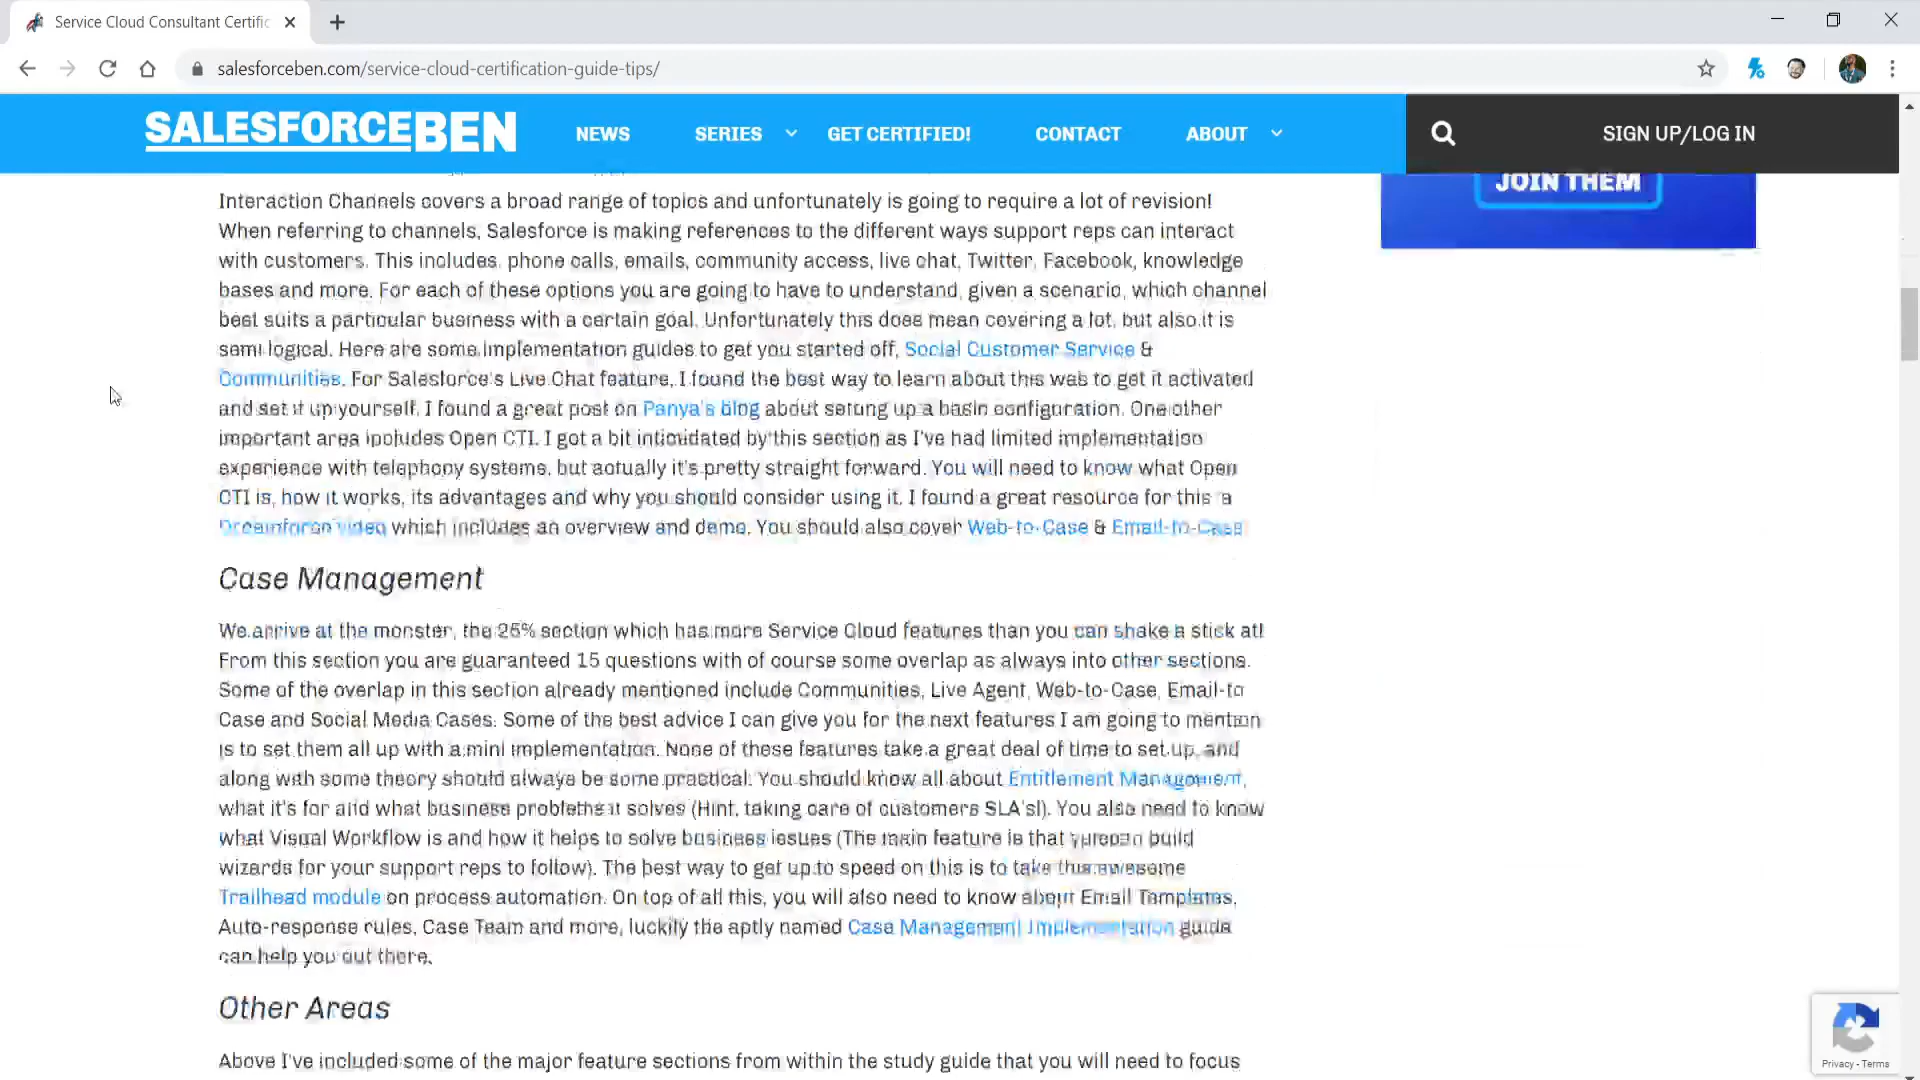 Service Cloud Consultant Certific
salesforceben.com/service-cloud-certification-guide-tips/
SALESFORCEBEN
NEWS
SERIES
GET CERTIFIED!
CONTACT
ABOUT
SIGN UP/LOG IN
JOIN THEM
Interaction Channels covers a broad range of topics and unfortunately is going to require a lot of revision!
When referring to channels, Salesforce is making references to the different ways support reps can interact
with customers. This includes, phone calls, emails, community access, live chat, Twitter, Facebook, knowledge
bases and more. For each of these options you are going to have to understand, given a scenario, which channel
best suits a particular business with a certain goal. Unfortunately this does mean covering a lot, but also it is
semi logical. Here are some implementation guides to get you started off, Social Customer Service &
Communities. For Salesforce's Live Chat feature, I found the best way to learn about this was to get it activated
and set it up yourself. I found a great post on Panya's blog about setting up a basic configuration. One other
important area includes Open CTI. I got a bit intimidated by this section as I've had limited implementation
experience with telephony systems, but actually it's pretty straight forward. You will need to know what Open
CTI is, how it works, its advantages and why you should consider using it. I found a great resource for this a
Dreamforce video which includes an overview and demo. You should also cover Web-to-Case & Email-to-Case
Case Management
We arrive at the monster, the 25% section which has more Service Cloud features than you can shake a stick at!
From this section you are guaranteed 15 questions with of course some overlap as always into other sections.
Some of the overlap in this section already mentioned include Communities, Live Agent, Web-to-Case, Email-to
Case and Social Media Cases. Some of the best advice I can give you for the next features I am going to mention
is to set them all up with a mini implementation. None of these features take a great deal of time to set up, and
along with some theory should always be some practical. You should know all about Entitlement Management,
what it's for and what business problems it solves (Hint, taking care of customers SLA's!). You also need to know
what Visual Workflow is and how it helps to solve business issues (The main feature is that you can build
wizards for your support reps to follow). The best way to get up to speed on this is to take this awesome
Trailhead module on process automation. On top of all this, you will also need to know about Email Templates,
Auto-response rules, Case Team and more, luckily the aptly named Case Management Implementation guide
can help you out there.
Other Areas
Above I've included some of the major feature sections from within the study guide that you will need to focus
Privacy - Terms